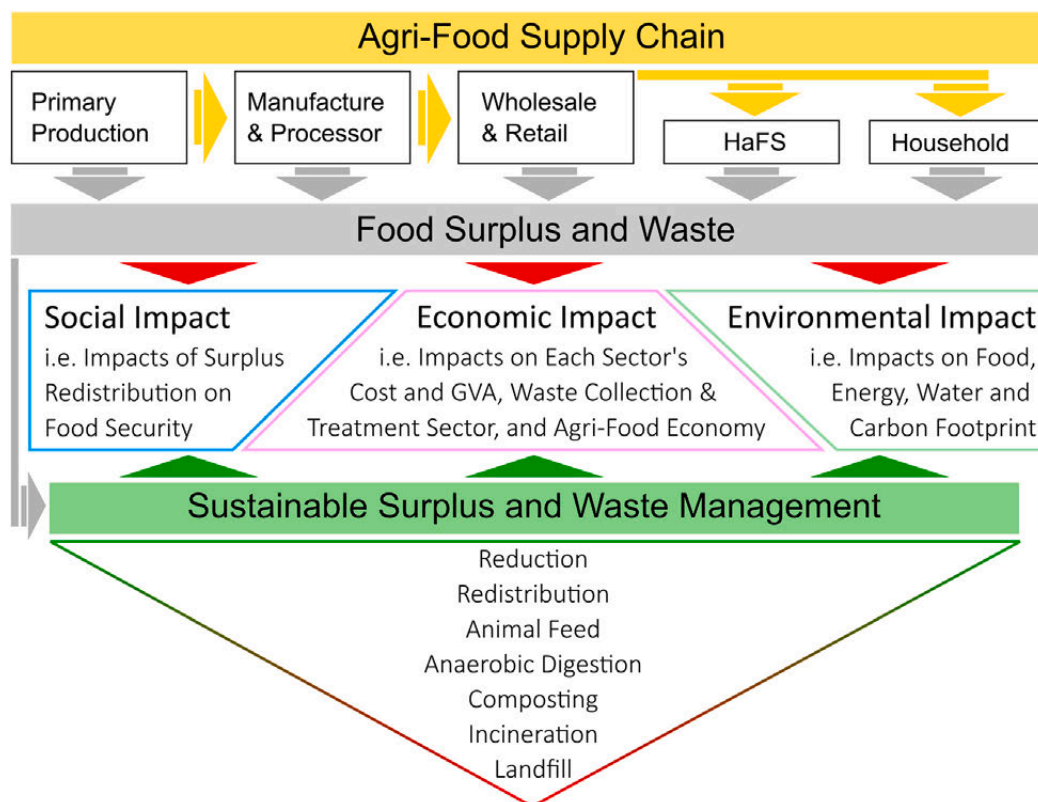 Agri-Food Supply Chain
Primary
Production
Manufacture
& Processor
Wholesale
& Retail
HaFS
Household
Food Surplus and Waste
Social Impact
i.e. Impacts of Surplus
Redistribution on
Food Security
Economic Impact
i.e. Impacts on Each Sector's
Cost and GVA, Waste Collection &
Treatment Sector, and Agri-Food Economy
Environmental Impact
i.e. Impacts on Food,
Energy, Water and
Carbon Footprint
Sustainable Surplus and Waste Management
Reduction
Redistribution
Animal Feed
Anaerobic Digestion
Composting
Incineration
Landfill